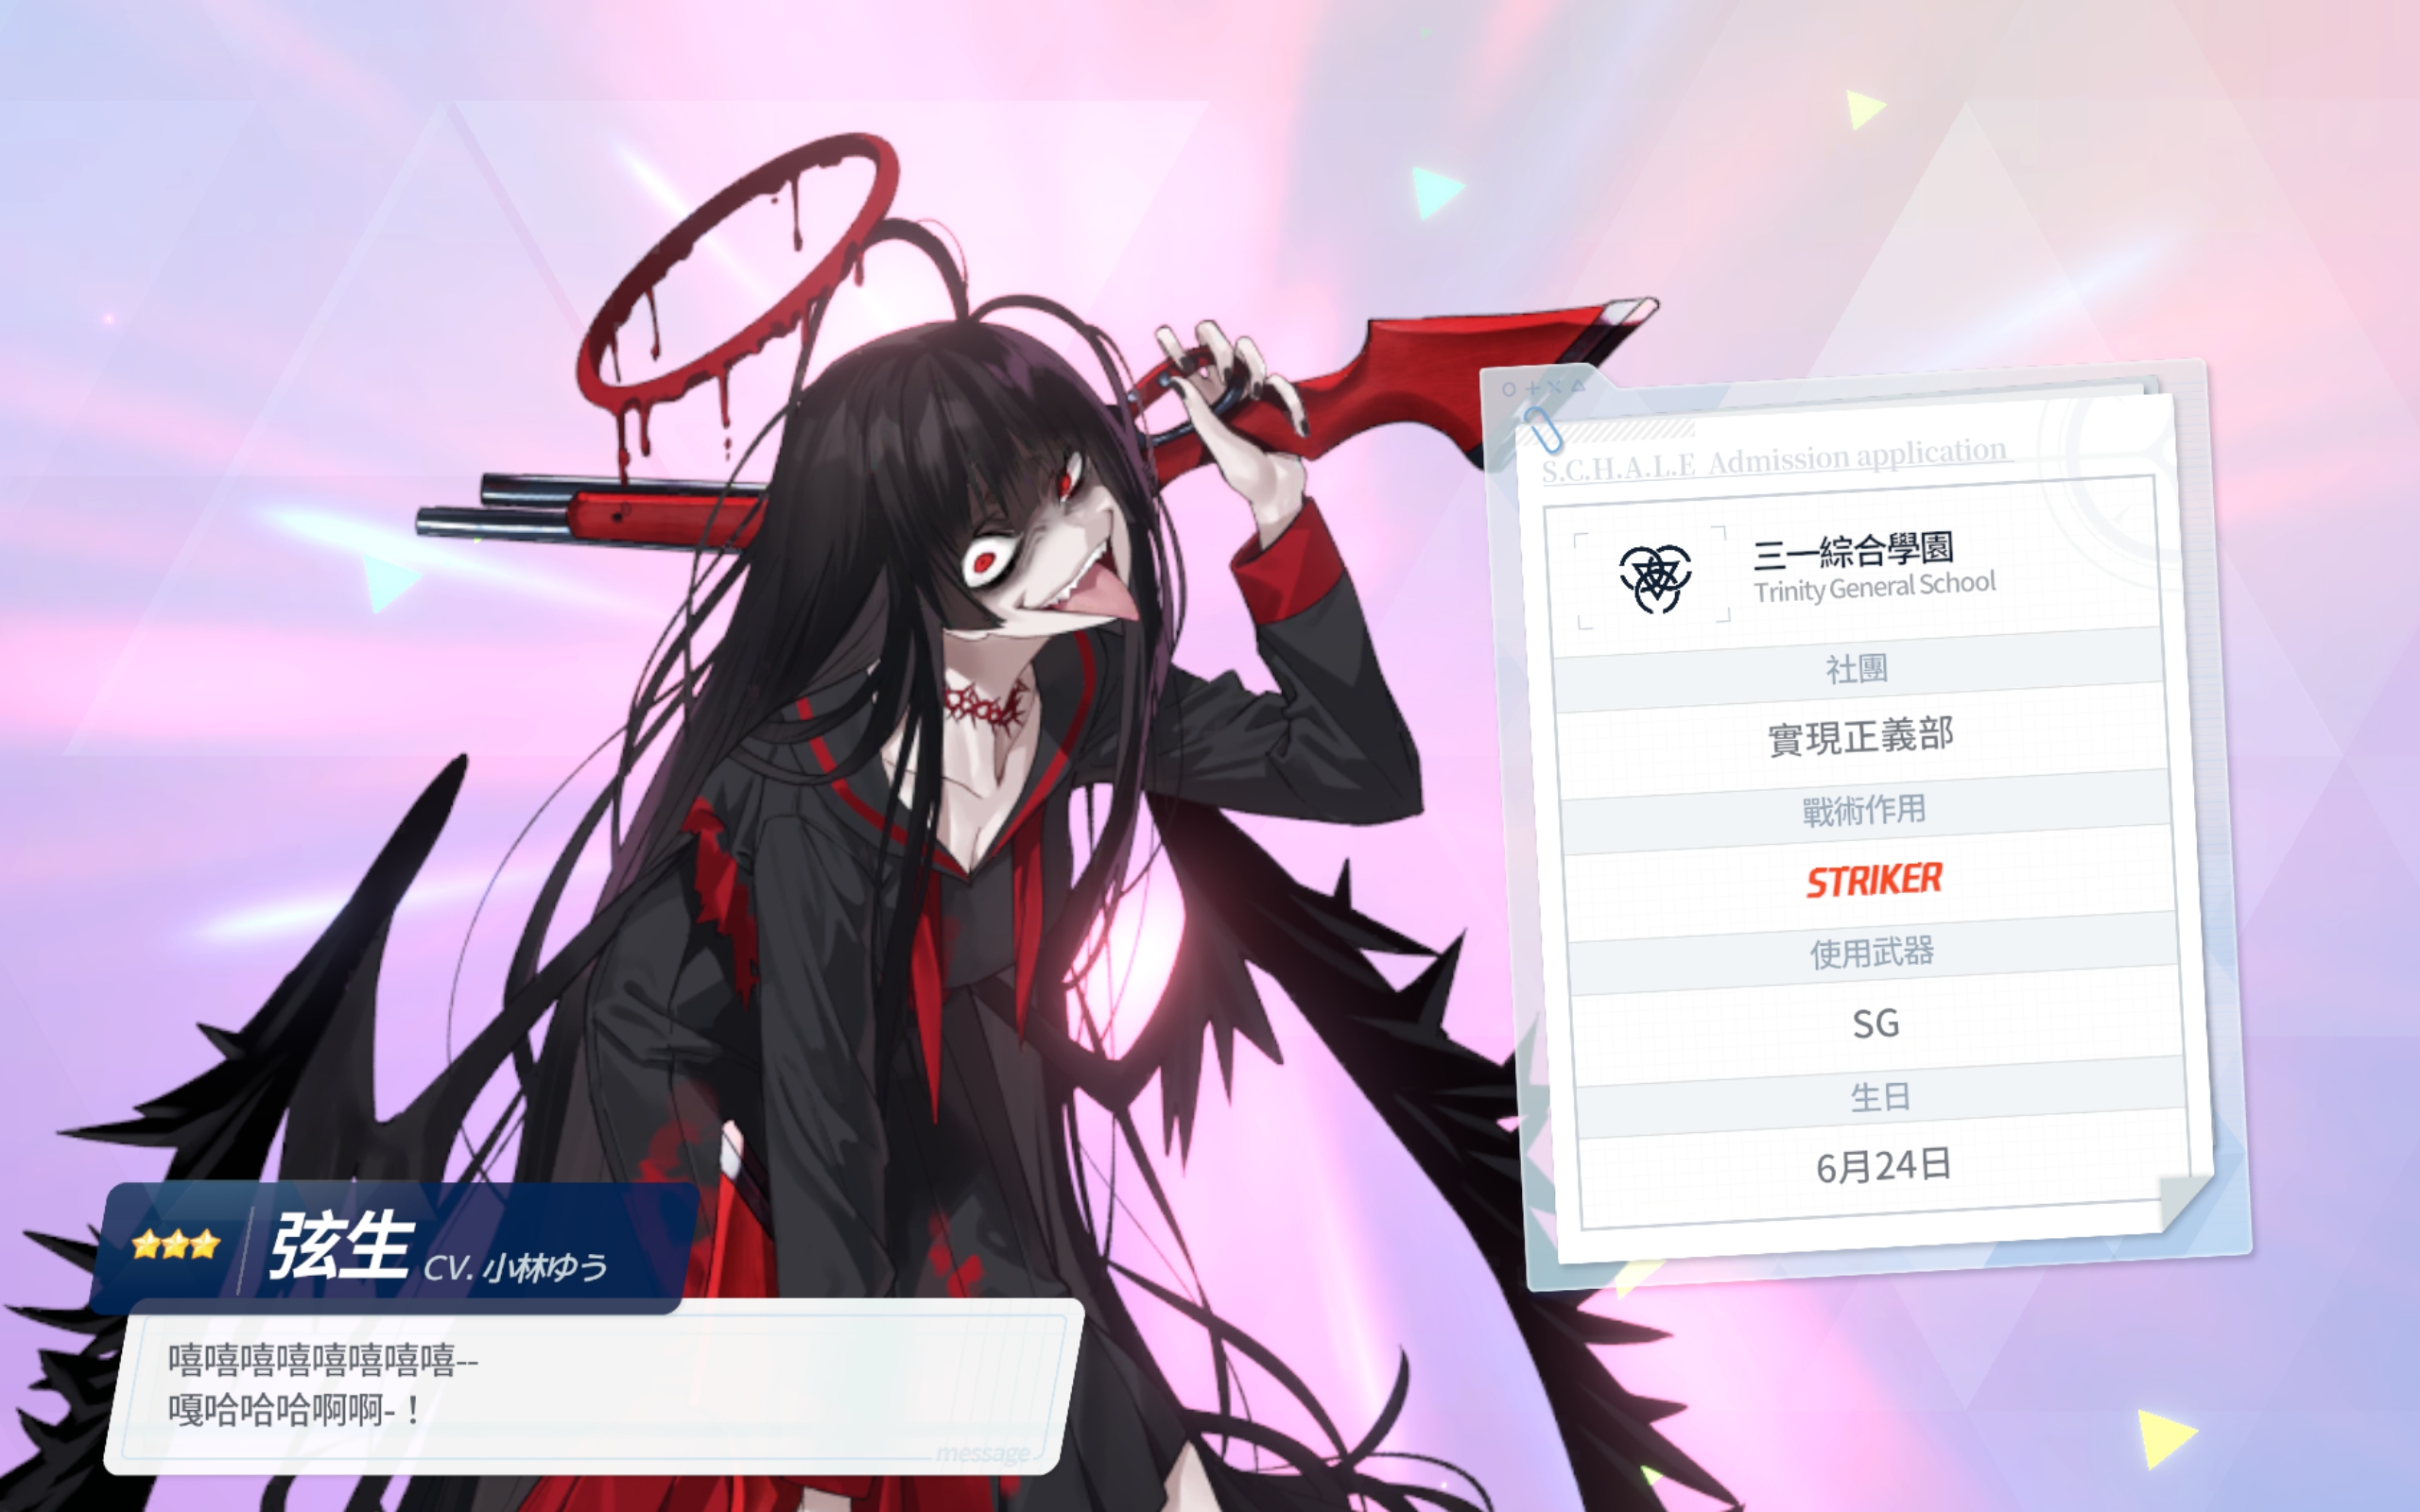 S.C.H.A.L.E Admission application
三一綜合學園
Trinity General School
社團
實現正義部
戰術作用
STRIKER
使用武器
SG
生日
6月24日
弦生 CV. 小林ゆう
嘻嘻嘻嘻嘻嘻嘻嘻--
嘎哈哈哈啊啊-！
message